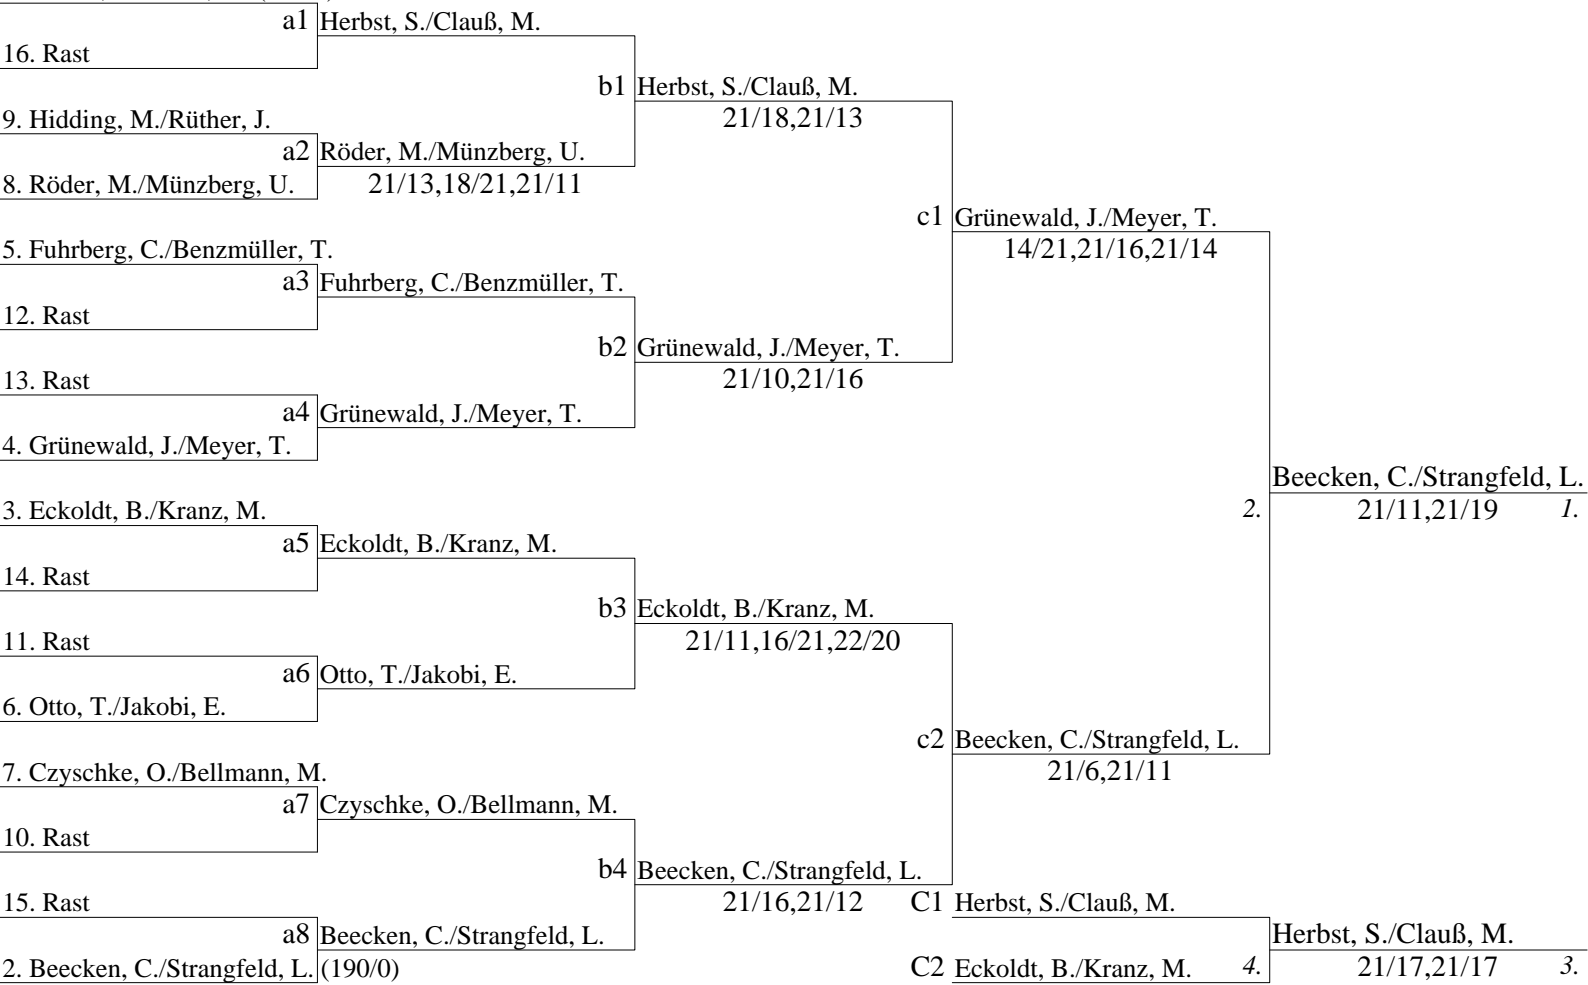 a1 Herbst, S./Clauß, M.
16. Rast
b1 Herbst, S./Clauß, M.
21/18,21/13
9. Hidding, M./Rüther, J.
a2 Röder, M./Münzberg, U.
8. Röder, M./Münzberg, U. 21/13,18/21,21/11
c1 Grünewald, J./Meyer, T.
14/21,21/16,21/14
5. Fuhrberg, C./Benzmüller, T.
a3 Fuhrberg, C./Benzmüller, T.
12. Rast
b2 Grünewald, J./Meyer, T.
21/10,21/16
13. Rast
a4 Grünewald, J./Meyer, T.
4. Grünewald, J./Meyer, T.
Beecken, C./Strangfeld, L.
2. 21/11,21/19 1.
3. Eckoldt, B./Kranz, M.
a5 Eckoldt, B./Kranz, M.
14. Rast
b3 Eckoldt, B./Kranz, M.
21/11,16/21,22/20
11. Rast
a6 Otto, T./Jakobi, E.
6. Otto, T./Jakobi, E.
c2 Beecken, C./Strangfeld, L.
21/6,21/11
7. Czyschke, O./Bellmann, M.
a7 Czyschke, O./Bellmann, M.
10. Rast
b4 Beecken, C./Strangfeld, L.
21/16,21/12
15. Rast
a8 Beecken, C./Strangfeld, L.
2. Beecken, C./Strangfeld, L. (190/0)
C1 Herbst, S./Clauß, M.
Herbst, S./Clauß, M.
C2 Eckoldt, B./Kranz, M. 4. 21/17,21/17 3.